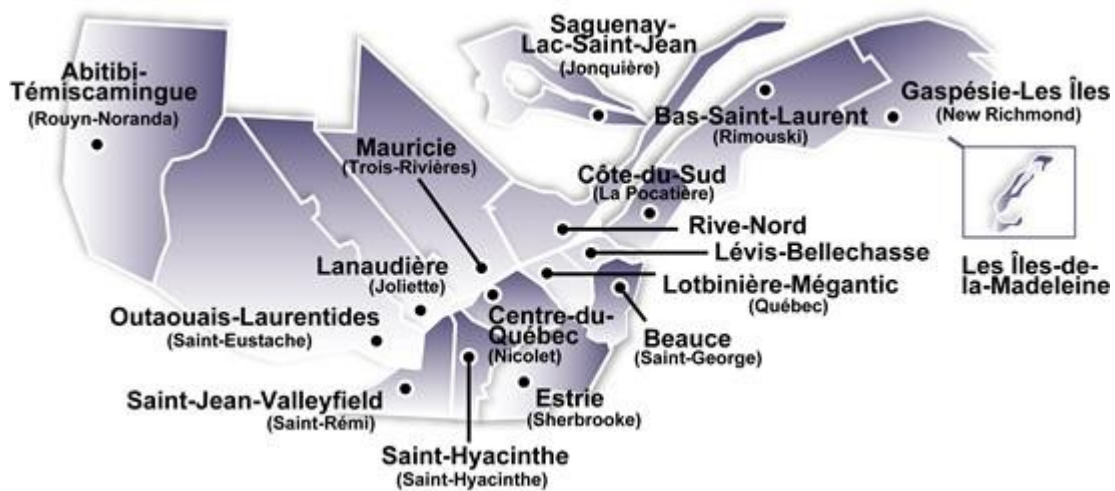 Saguenay-
Lac-Saint-Jean
(Jonquière)
Abitibi-
Témiscamingue
(Rouyn-Noranda)
Gaspésie-Les Îles
(New Richmond)
Bas-Saint-Laurent
(Rimouski)
Mauricie
(Trois-Rivières)
Côte-du-Sud
(La Pocatière)
Rive-Nord
Lévis-Bellechasse
Lanaudière
(Joliette)
Lotbinière-Mégantic
(Québec)
Les Îles-de-
la-Madeleine
Outaouais-Laurentides
(Saint-Eustache)
Centre-du-
Québec
(Nicolet)
Beauce
(Saint-George)
Saint-Jean-Valleyfield
(Saint-Rémi)
Estrie
(Sherbrooke)
Saint-Hyacinthe
(Saint-Hyacinthe)